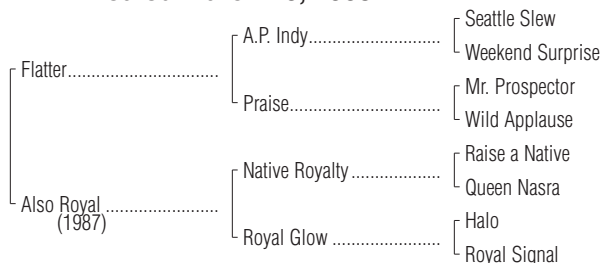 Seattle Slew
A.P. Indy
Weekend Surprise
Flatter
Mr. Prospector
Praise
Wild Applause
Raise a Native
Native Royalty
Queen Nasra
Also Royal
(1987)
Halo
Royal Glow
Royal Signal